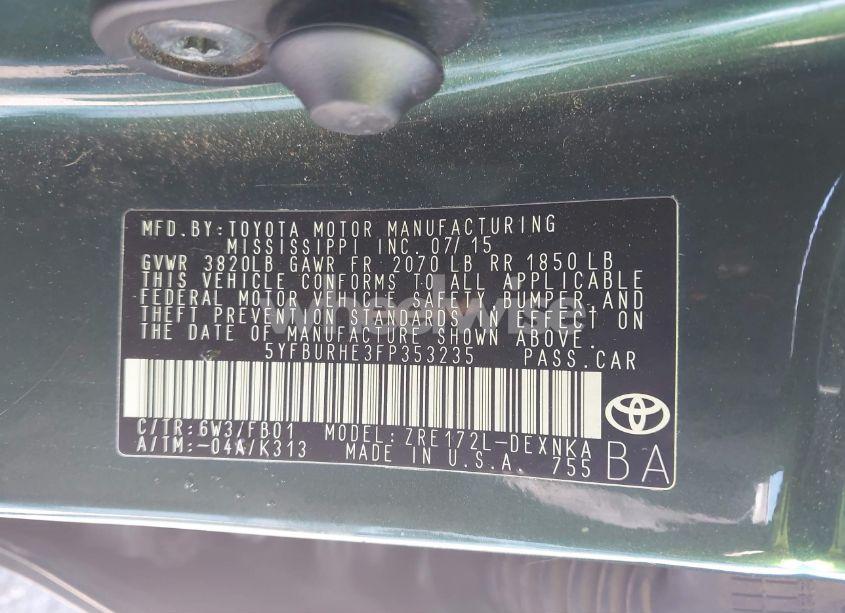 MFD. BY: TOYOTA MOTOR MANUFACTURING
MISSISSIPPI INC. 07/15
GVWR 3820LB GAWR FR 2070 LB RR 1850 LB
THIS VEHICLE CONFORMS TO ALL APPLICABLE
FEDERAL MOTOR VEHICLE SAFETY, BUMPER, AND
THEFT PREVENTION STANDARDS IN EFFECT ON
THE DATE OF MANUFACTURE SHOWN ABOVE.
5YFBURHE3FP353235 PASS. CAR
C/TR: 6W3/FB01 MODEL: ZRE172L-DEXNKA
A/TM:-04A/K313 MADE IN U.S.A. 755
BA
wheelwise